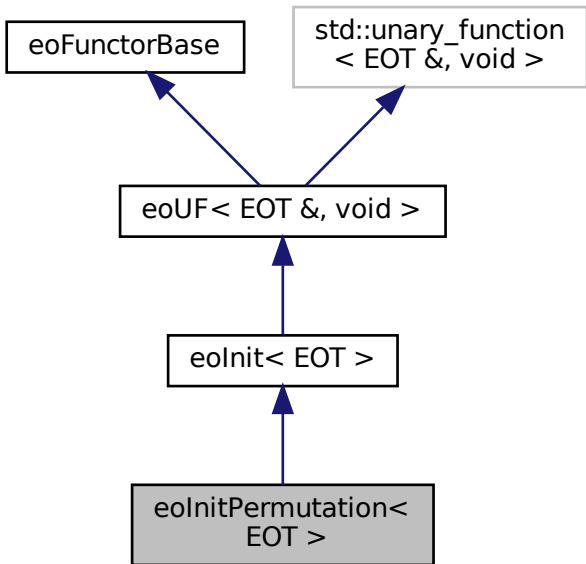 eoFunctorBase
std::unary_function
< EOT &, void >
eoUF< EOT &, void >
eoInit< EOT >
eoInitPermutation<
EOT >